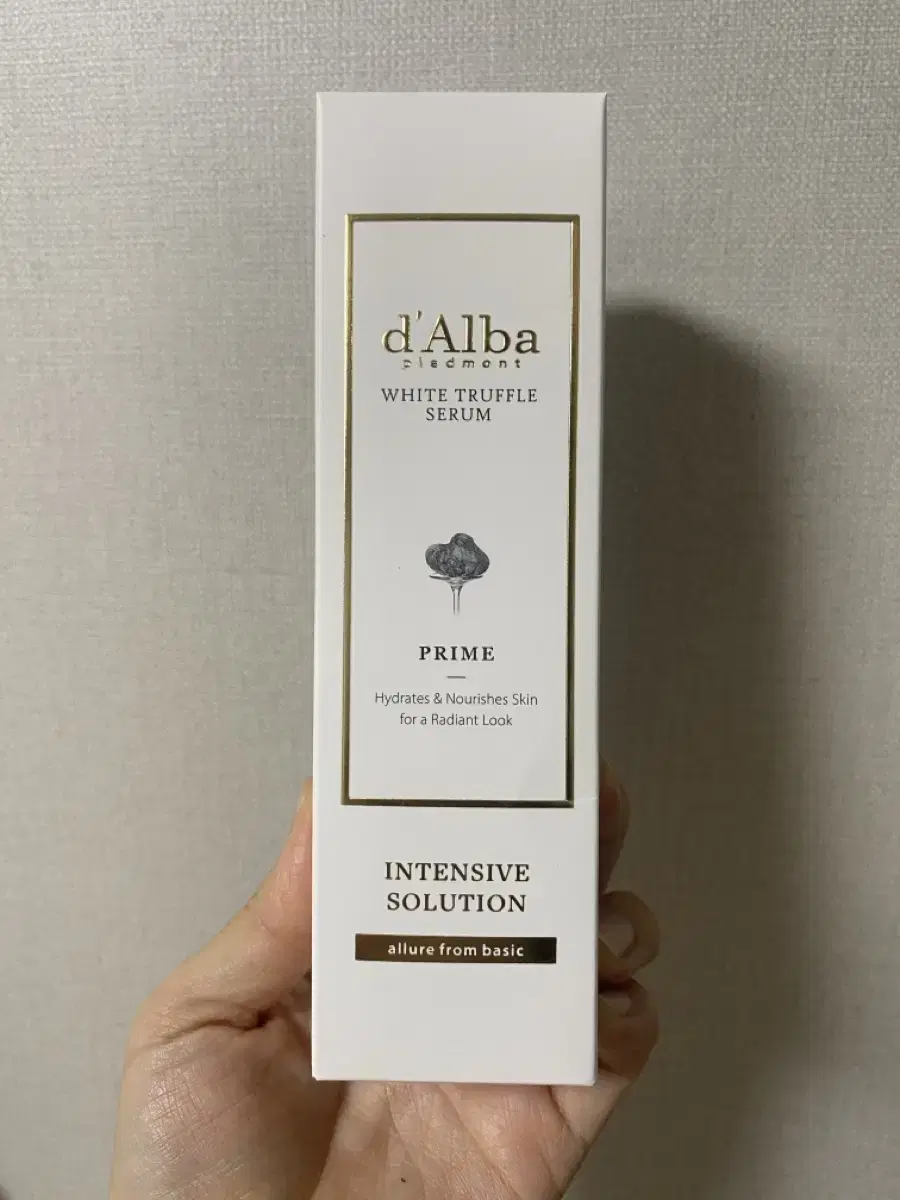 d'Alba
piedmont
WHITE TRUFFLE
SERUM
PRIME
Hydrates & Nourishes Skin
for a Radiant Look
INTENSIVE
SOLUTION
allure from basic